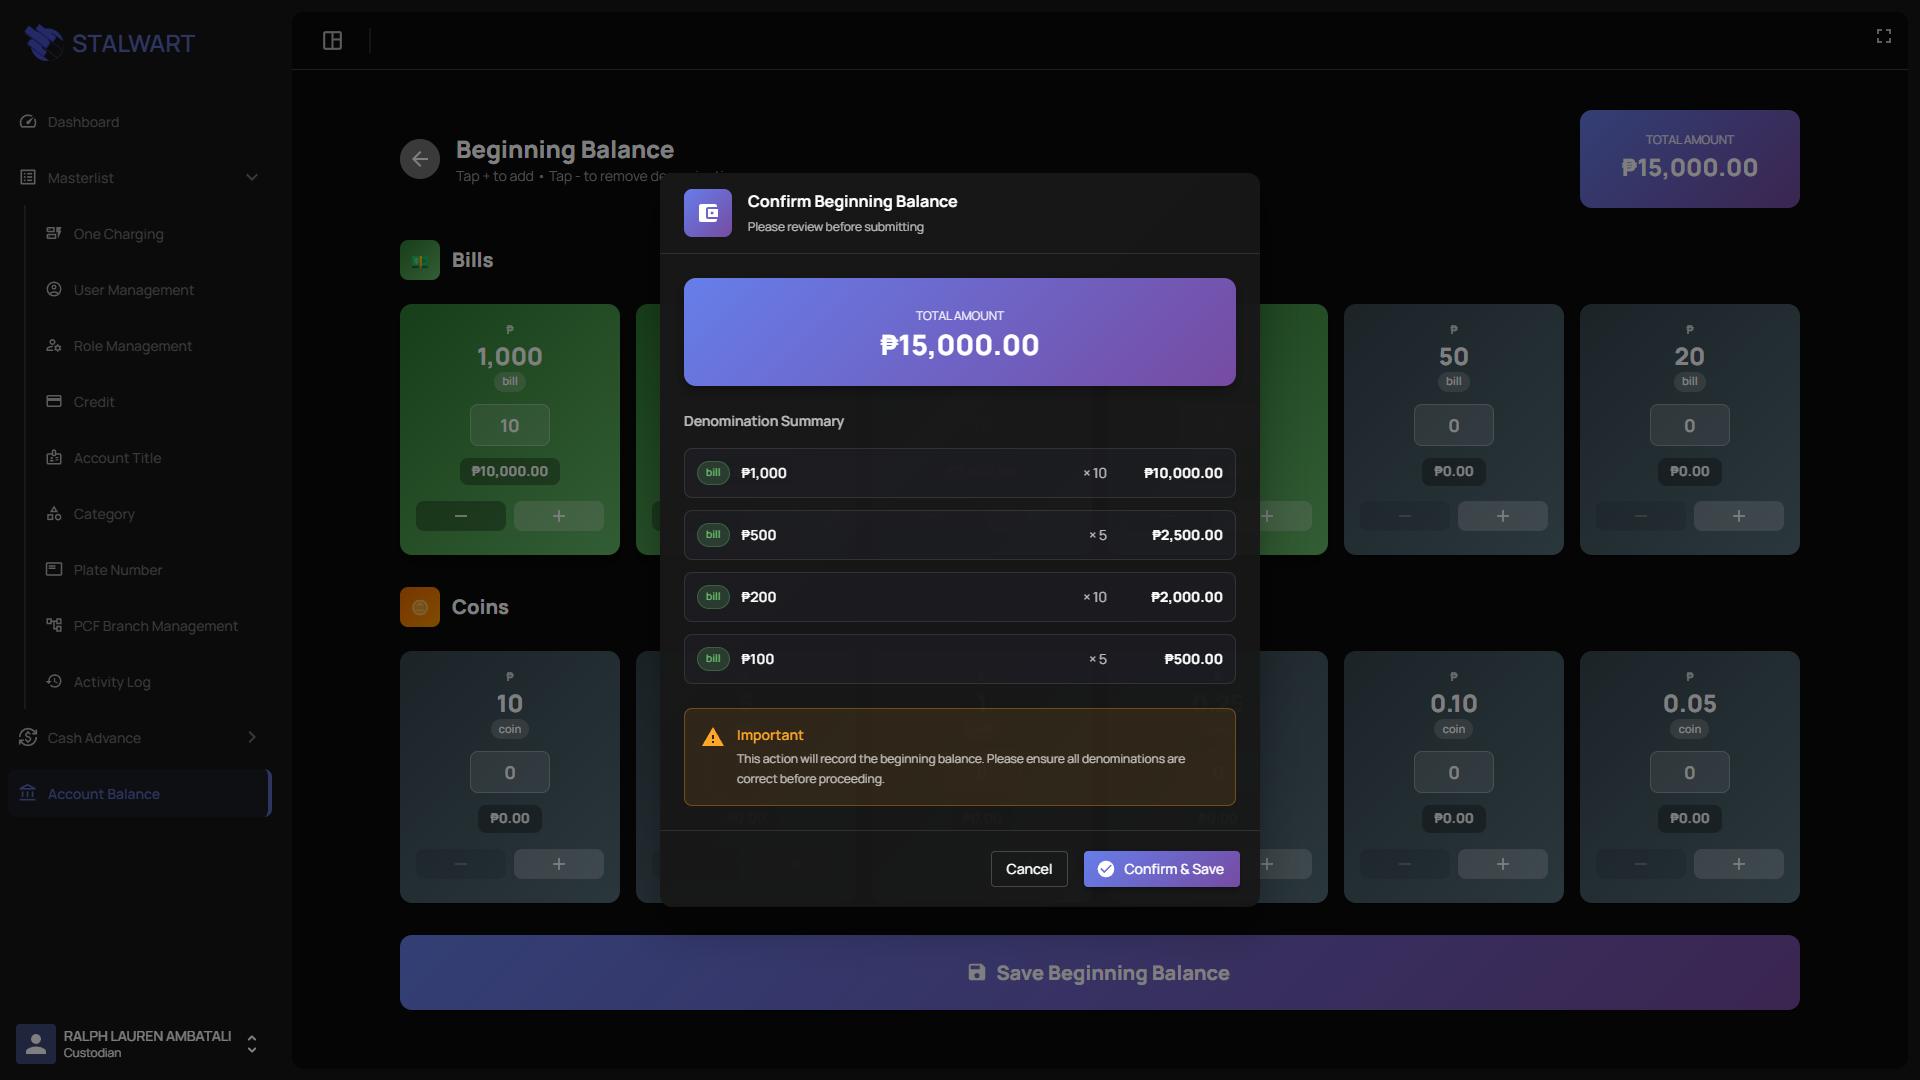 STALWART
Dashboard
Masterlist
One Charging
User Management
Role Management
Credit
Account Title
Category
Plate Number
PCF Branch Management
Activity Log
Cash Advance
Account Balance
RALPH LAUREN AMBATALI
Custodian
Beginning Balance
Tap + to add • Tap - to remove
TOTAL AMOUNT
₱15,000.00
Bills
₱
1,000
bill
10
₱10,000.00
₱
50
bill
0
₱0.00
₱
20
bill
0
₱0.00
Coins
₱
10
coin
0
₱0.00
₱
0.10
coin
0
₱0.00
₱
0.05
coin
0
₱0.00
Save Beginning Balance
Confirm Beginning Balance
Please review before submitting
TOTAL AMOUNT
₱15,000.00
Denomination Summary
bill ₱1,000 × 10 ₱10,000.00
bill ₱500 × 5 ₱2,500.00
bill ₱200 × 10 ₱2,000.00
bill ₱100 × 5 ₱500.00
Important
This action will record the beginning balance. Please ensure all denominations are
correct before proceeding.
Cancel
Confirm & Save